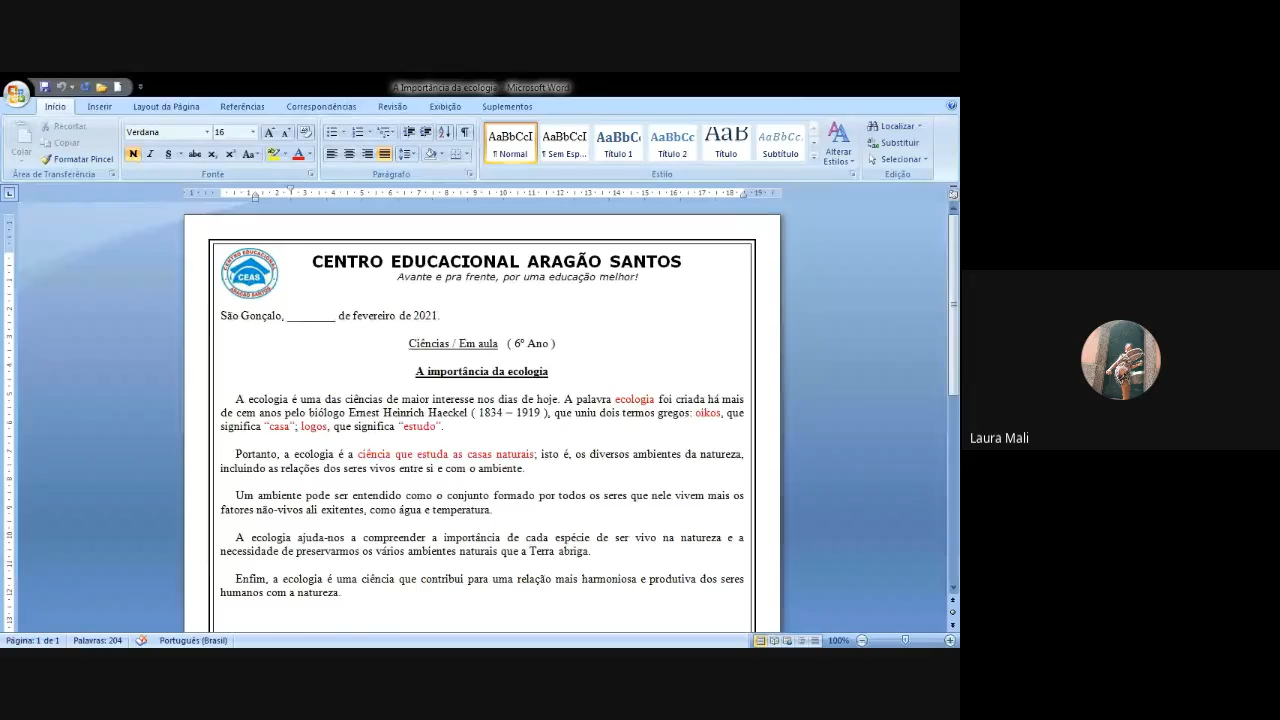 A Importância da ecologia - Microsoft Word
Início Inserir Layout da Página Referências Correspondências Revisão Exibição Suplementos
Colar
Recortar
Copiar
Formatar Pincel
Área de Transferência
Verdana 16
Fonte
Parágrafo
AaBbCcI AaBbCcI AaBbC AaBbCc AaB AaBbCc.
¶ Normal ¶ Sem Esp... Título 1 Título 2 Título Subtítulo
Alterar
Estilos
Estilo
Localizar
Substituir
Selecionar
Edição
CENTRO EDUCACIONAL
CEAS
ARAGÃO SANTOS
CENTRO EDUCACIONAL ARAGÃO SANTOS
Avante e pra frente, por uma educação melhor!
São Gonçalo, ________ de fevereiro de 2021.
Ciências / Em aula ( 6º Ano )
A importância da ecologia
A ecologia é uma das ciências de maior interesse nos dias de hoje. A palavra ecologia foi criada há mais
de cem anos pelo biólogo Ernest Heinrich Haeckel ( 1834 – 1919 ), que uniu dois termos gregos: oikos, que
significa “casa”; logos, que significa “estudo”.
Portanto, a ecologia é a ciência que estuda as casas naturais; isto é, os diversos ambientes da natureza,
incluindo as relações dos seres vivos entre si e com o ambiente.
Um ambiente pode ser entendido como o conjunto formado por todos os seres que nele vivem mais os
fatores não-vivos ali exitentes, como água e temperatura.
A ecologia ajuda-nos a compreender a importância de cada espécie de ser vivo na natureza e a
necessidade de preservarmos os vários ambientes naturais que a Terra abriga.
Enfim, a ecologia é uma ciência que contribui para uma relação mais harmoniosa e produtiva dos seres
humanos com a natureza.
Página: 1 de 1 Palavras: 204 Português (Brasil) 100%
Laura Mali